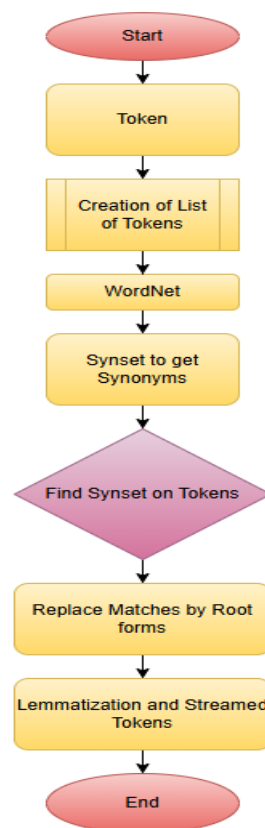 Start
Token
Creation of List
of Tokens
WordNet
Synset to get
Synonyms
Find Synset on Tokens
Replace Matches by Root
forms
Lemmatization and Streamed
Tokens
End